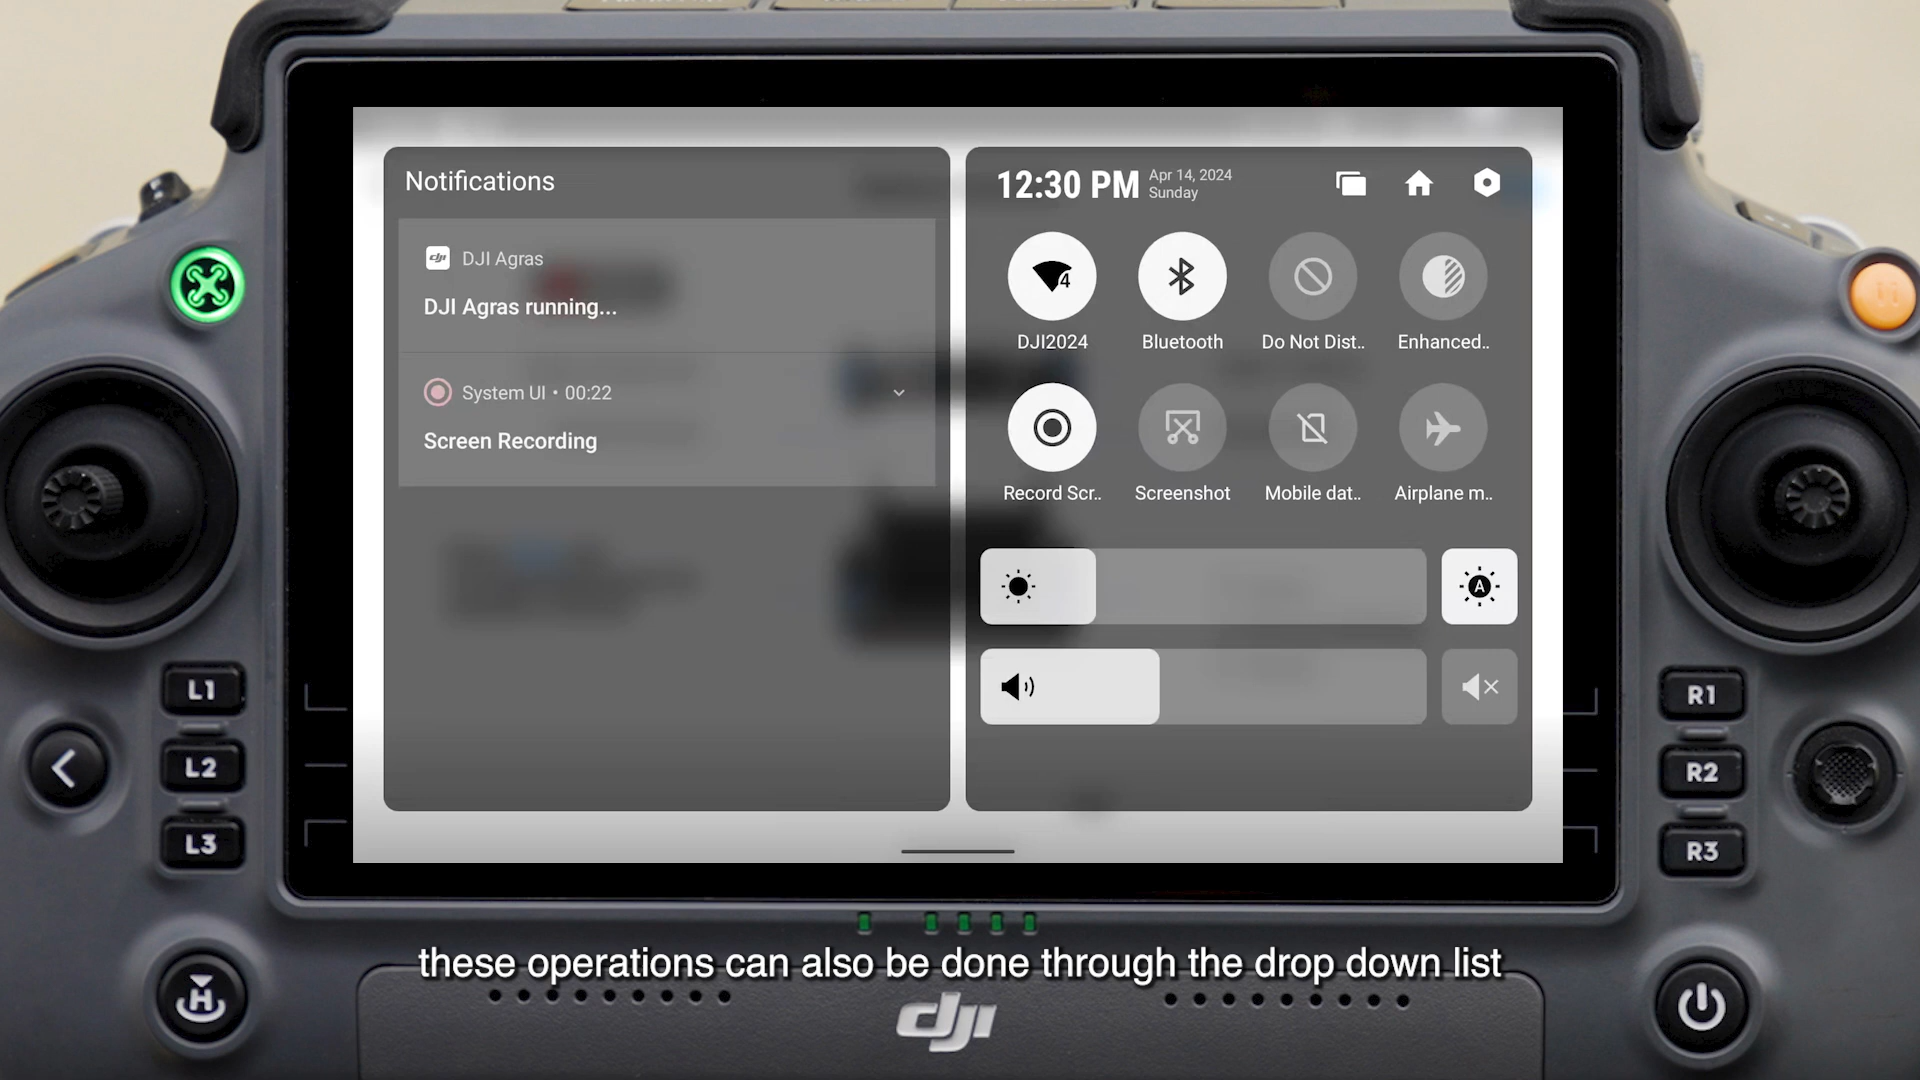 Notifications
dji DJI Agras
DJI Agras running...
System UI • 00:22
Screen Recording
12:30 PM
Apr 14, 2024
Sunday
4
DJI2024
Bluetooth
Do Not Dist..
Enhanced..
Record Scr..
Screenshot
Mobile dat..
Airplane m..
A
L1
L2
L3
R1
R2
R3
H
these operations can also be done through the drop down list
dji